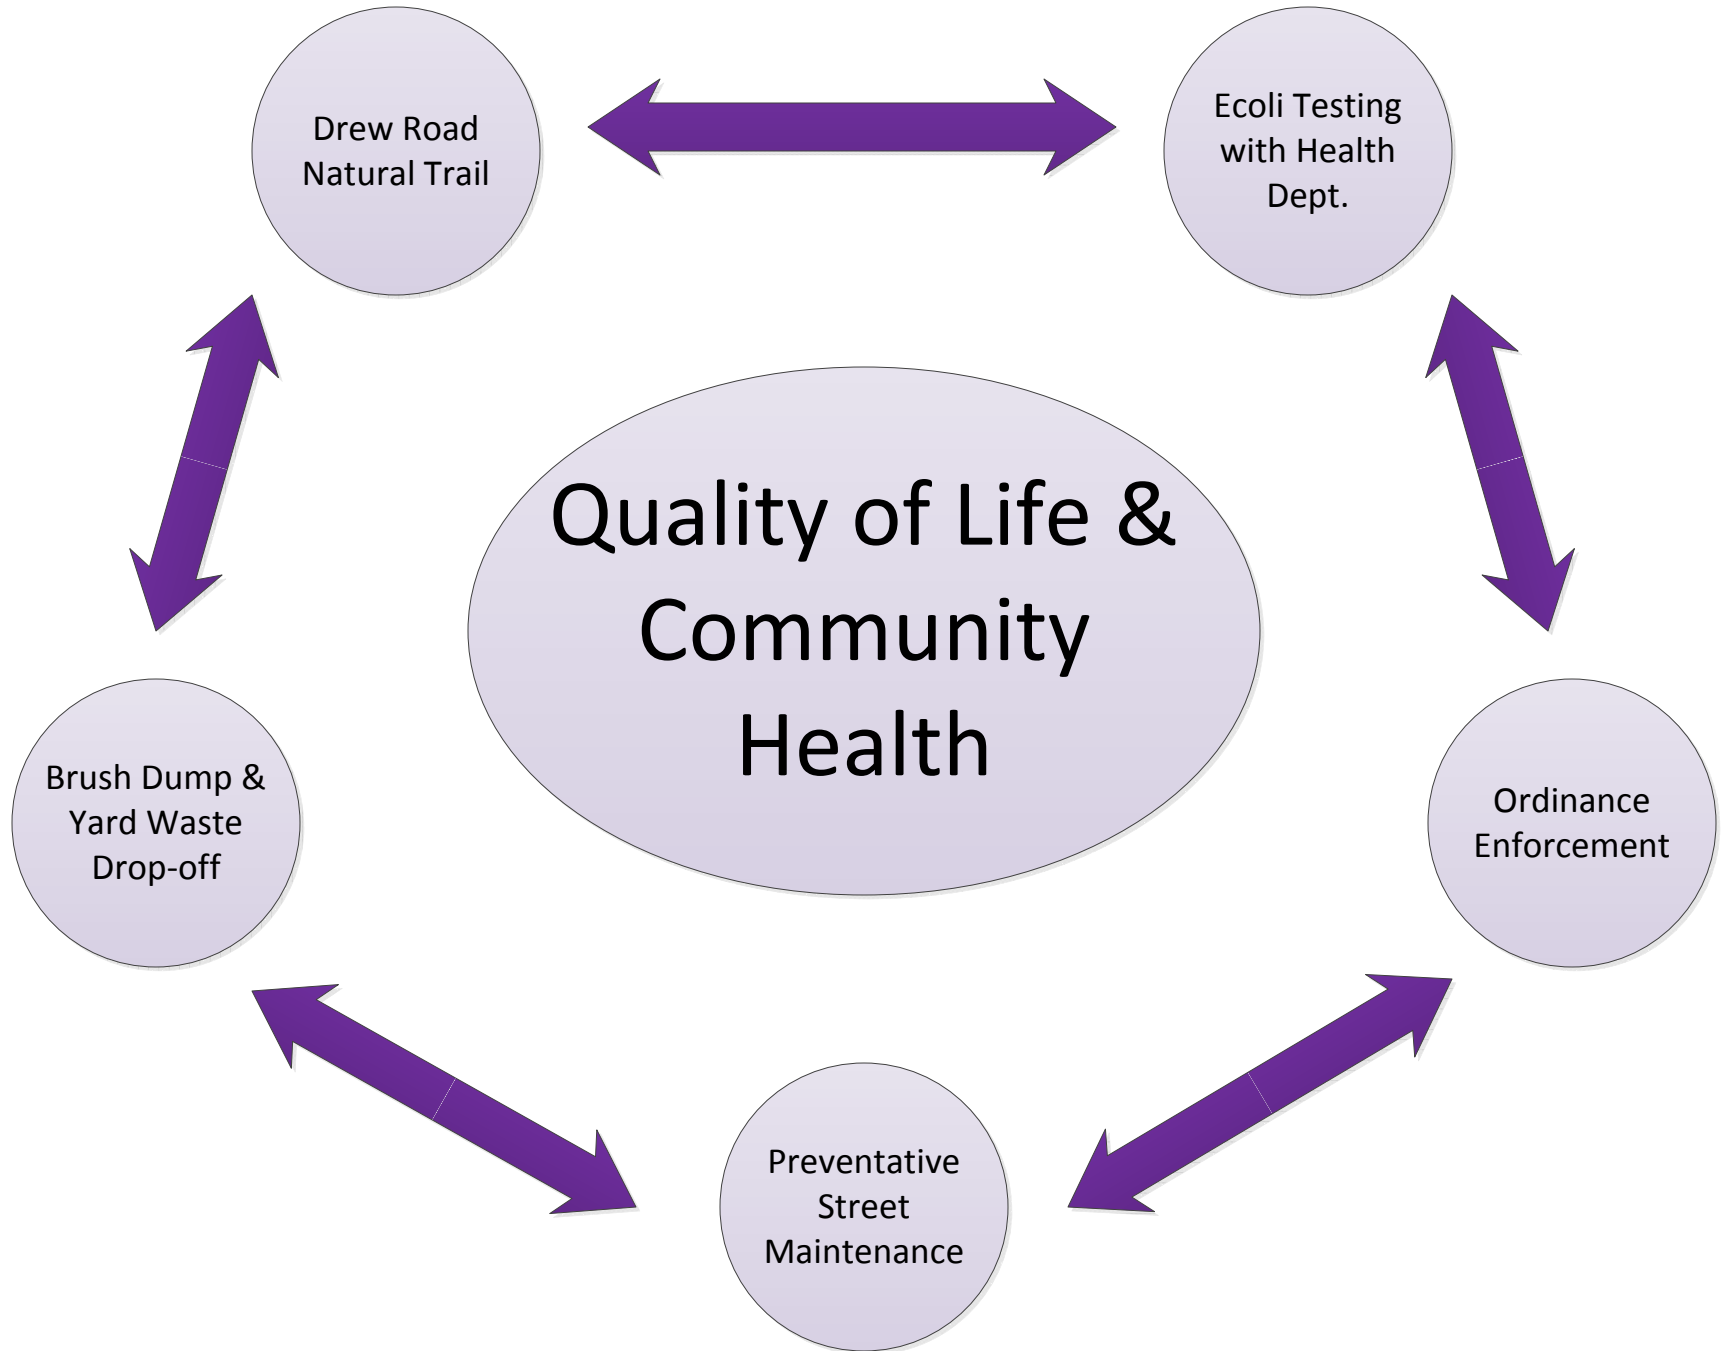 Drew Road
Natural Trail
Ecoli Testing
with Health
Dept.
Quality of Life &
Community
Health
Brush Dump &
Yard Waste
Drop-off
Ordinance
Enforcement
Preventative
Street
Maintenance